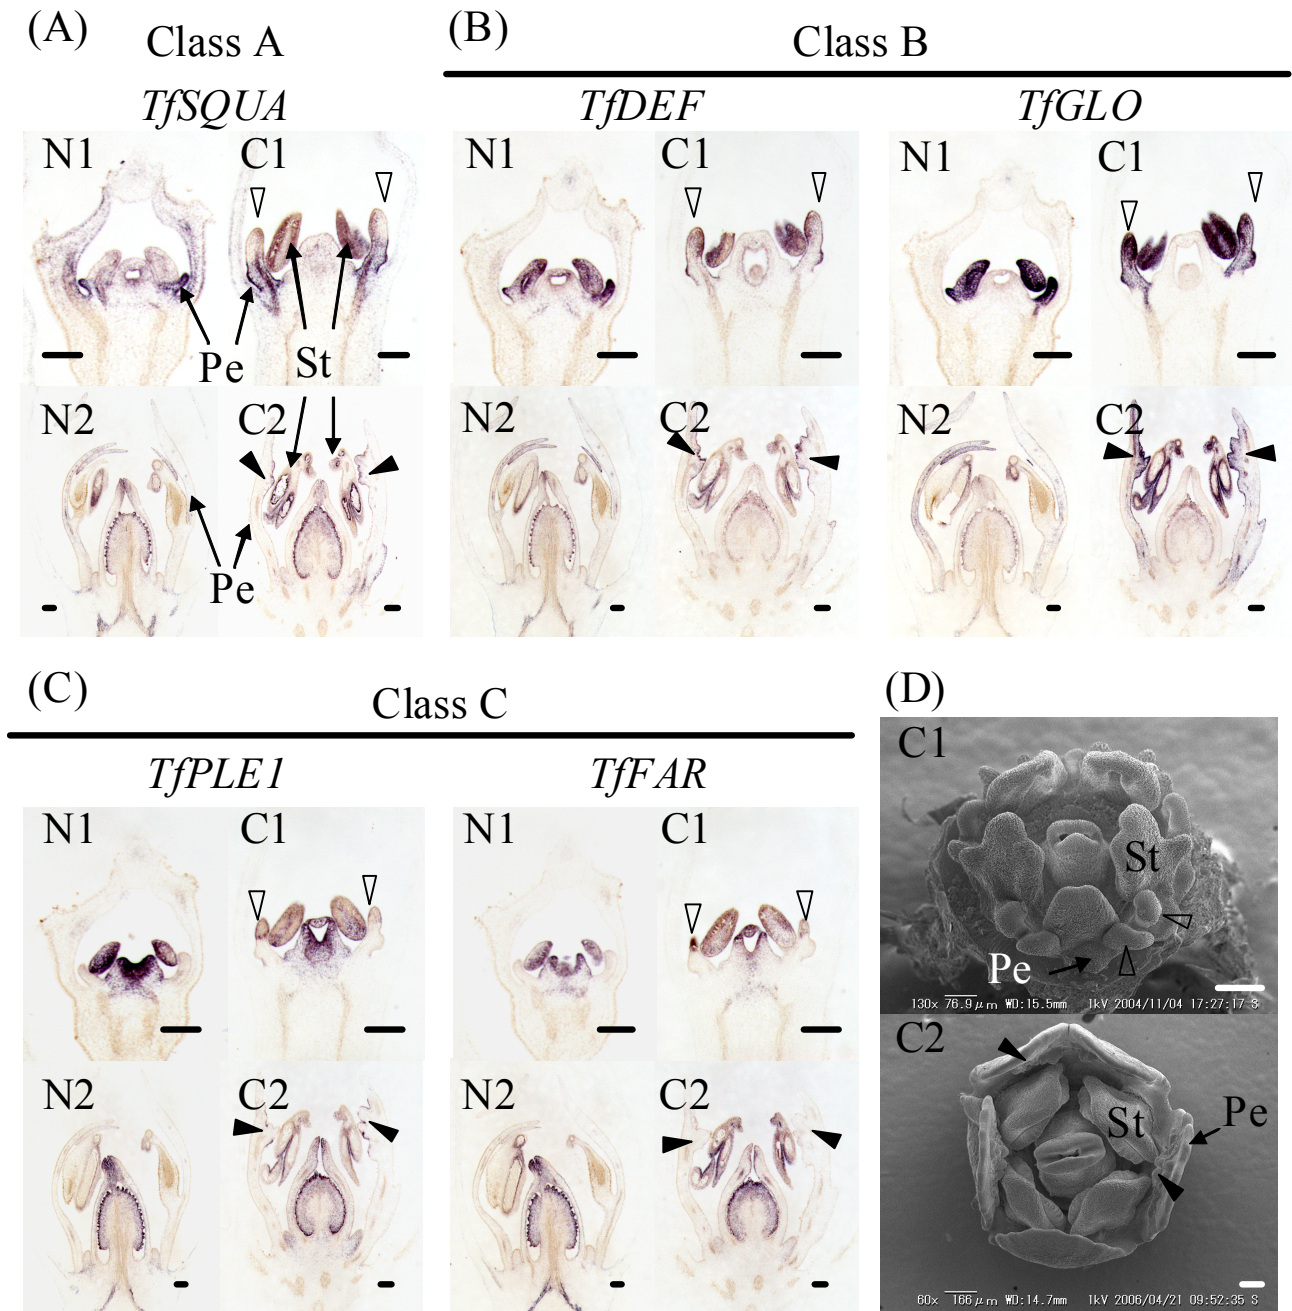 (A)
Class A
TfSQUA
N1
C1
Pe
St
N2
C2
Pe
(B)
Class B
TfDEF
TfGLO
N1
C1
N1
C1
N2
C2
N2
C2
(C)
Class C
TfPLE1
TfFAR
N1
C1
N1
C1
N2
C2
N2
C2
(D)
C1
St
Pe
130x 76.9μm WD:15.5mm 1kV 2004/11/04 17:27:17 S
C2
St
Pe
60x 166μm WD:14.7mm 1kV 2006/04/21 09:52:35 S